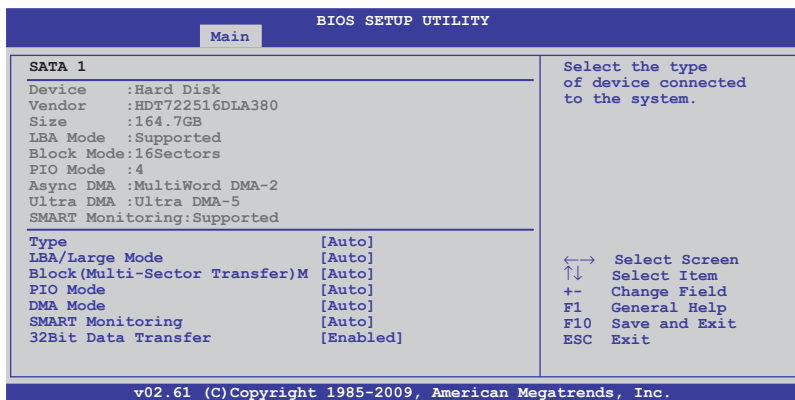 BIOS SETUP UTILITY
Main
SATA 1
Device :Hard Disk
Vendor :HDT722516DLA380
Size :164.7GB
LBA Mode :Supported
Block Mode:16Sectors
PIO Mode :4
Async DMA :MultiWord DMA-2
Ultra DMA :Ultra DMA-5
SMART Monitoring:Supported
Type [Auto]
LBA/Large Mode [Auto]
Block(Multi-Sector Transfer)M [Auto]
PIO Mode [Auto]
DMA Mode [Auto]
SMART Monitoring [Auto]
32Bit Data Transfer [Enabled]
Select the type
of device connected
to the system.
←→ Select Screen
↑↓ Select Item
+- Change Field
F1 General Help
F10 Save and Exit
ESC Exit
v02.61 (C)Copyright 1985-2009, American Megatrends, Inc.